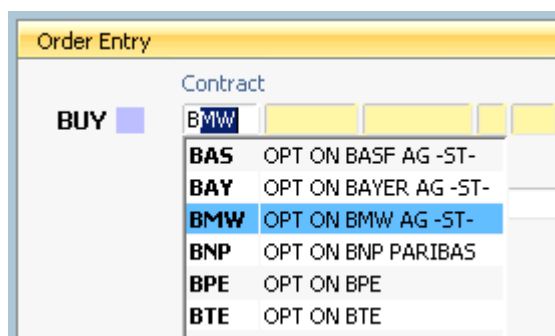 Order Entry
Contract
BUY BMW
BAS OPT ON BASF AG -ST-
BAY OPT ON BAYER AG -ST-
BMW OPT ON BMW AG -ST-
BNP OPT ON BNP PARIBAS
BPE OPT ON BPE
BTE OPT ON BTE